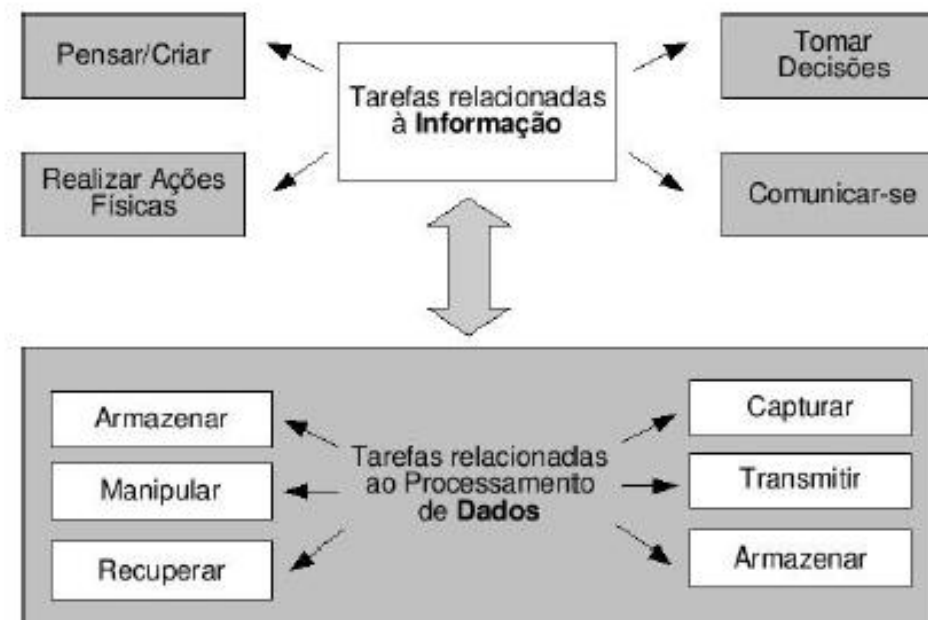 Pensar/Criar
Tarefas relacionadas
à Informação
Tomar
Decisões
Realizar Ações
Físicas
Comunicar-se
Armazenar
Manipular
Recuperar
Tarefas relacionadas
ao Processamento
de Dados
Capturar
Transmitir
Armazenar